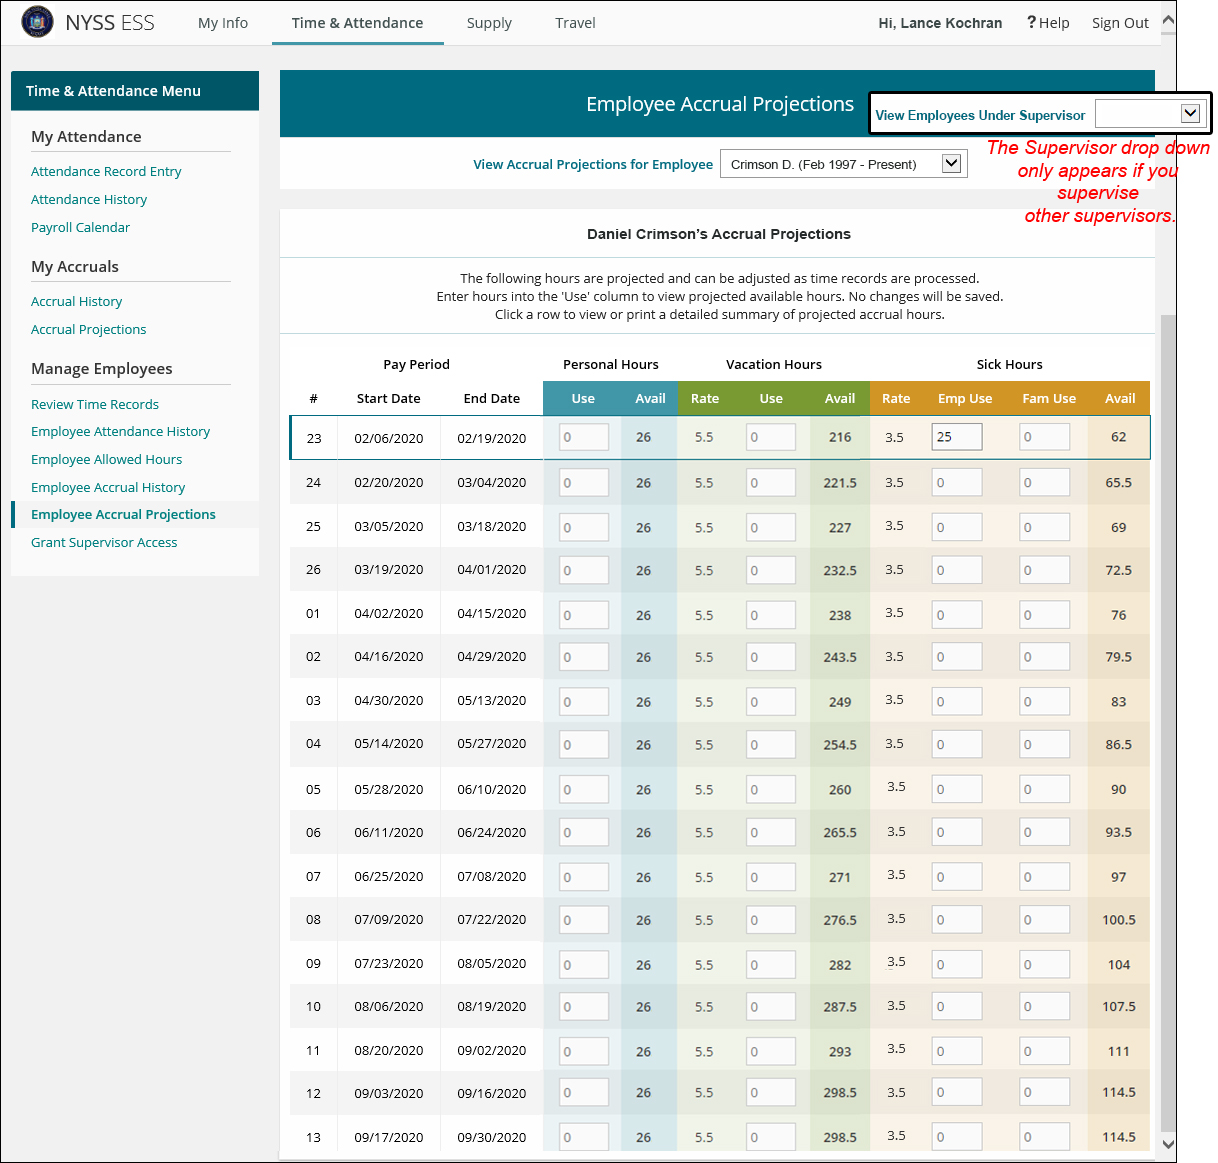 NYSS ESS My Info Time & Attendance Supply Travel Hi, Lance Kochran ? Help Sign Out
Time & Attendance Menu
My Attendance
Attendance Record Entry
Attendance History
Payroll Calendar
My Accruals
Accrual History
Accrual Projections
Manage Employees
Review Time Records
Employee Attendance History
Employee Allowed Hours
Employee Accrual History
Employee Accrual Projections
Grant Supervisor Access
Employee Accrual Projections
View Employees Under Supervisor
The Supervisor drop down
only appears if you
supervise
other supervisors.
View Accrual Projections for Employee Crimson D. (Feb 1997 - Present)
Daniel Crimson's Accrual Projections
The following hours are projected and can be adjusted as time records are processed.
Enter hours into the 'Use' column to view projected available hours. No changes will be saved.
Click a row to view or print a detailed summary of projected accrual hours.
Pay Period Personal Hours Vacation Hours Sick Hours
# Start Date End Date Use Avail Rate Use Avail Rate Emp Use Fam Use Avail
23 02/06/2020 02/19/2020 0 26 5.5 0 216 3.5 25 0 62
24 02/20/2020 03/04/2020 0 26 5.5 0 221.5 3.5 0 0 65.5
25 03/05/2020 03/18/2020 0 26 5.5 0 227 3.5 0 0 69
26 03/19/2020 04/01/2020 0 26 5.5 0 232.5 3.5 0 0 72.5
01 04/02/2020 04/15/2020 0 26 5.5 0 238 3.5 0 0 76
02 04/16/2020 04/29/2020 0 26 5.5 0 243.5 3.5 0 0 79.5
03 04/30/2020 05/13/2020 0 26 5.5 0 249 3.5 0 0 83
04 05/14/2020 05/27/2020 0 26 5.5 0 254.5 3.5 0 0 86.5
05 05/28/2020 06/10/2020 0 26 5.5 0 260 3.5 0 0 90
06 06/11/2020 06/24/2020 0 26 5.5 0 265.5 3.5 0 0 93.5
07 06/25/2020 07/08/2020 0 26 5.5 0 271 3.5 0 0 97
08 07/09/2020 07/22/2020 0 26 5.5 0 276.5 3.5 0 0 100.5
09 07/23/2020 08/05/2020 0 26 5.5 0 282 3.5 0 0 104
10 08/06/2020 08/19/2020 0 26 5.5 0 287.5 3.5 0 0 107.5
11 08/20/2020 09/02/2020 0 26 5.5 0 293 3.5 0 0 111
12 09/03/2020 09/16/2020 0 26 5.5 0 298.5 3.5 0 0 114.5
13 09/17/2020 09/30/2020 0 26 5.5 0 298.5 3.5 0 0 114.5